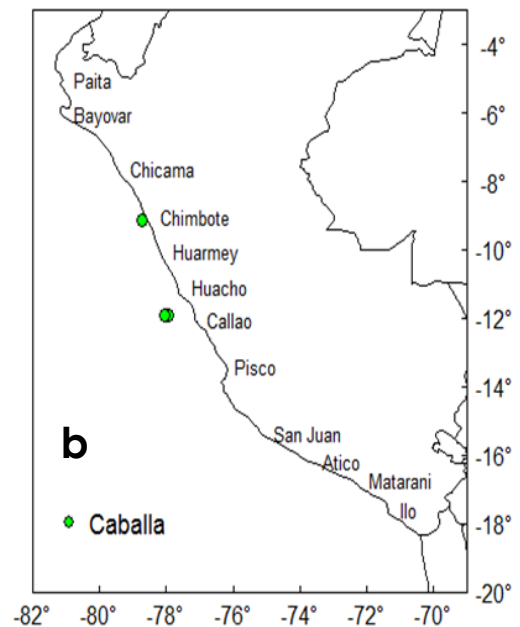 -4°
Paita
-6°
Bayovar
Chicama
-8°
Chimbote
Huarmey
-10°
Huacho
Callao
-12°
Pisco
-14°
b
San Juan
Atico
-16°
Matarani
Ilo
Caballa
-18°
-20°
-82° -80° -78° -76° -74° -72° -70°